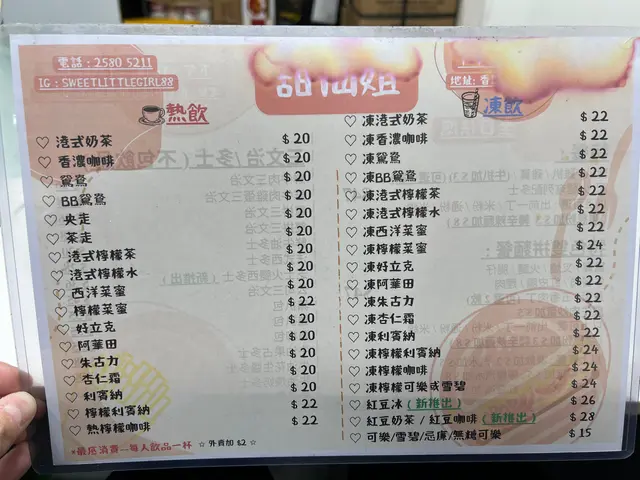 電話：2580 5211
IG：SWEETLITTLEGIRL88
甜仙姐
地址：香
熱飲
♡ 港式奶茶 $20
♡ 香濃咖啡 $20
♡ 鴛鴦 $20
♡ BB鴛鴦 $20
♡ 央走 $20
♡ 茶走 $20
♡ 港式檸檬茶 $20
♡ 港式檸檬水 $20
♡ 西洋菜蜜 $20
♡ 檸檬菜蜜 $22
♡ 好立克 $20
♡ 阿華田 $20
♡ 朱古力 $20
♡ 杏仁霜 $20
♡ 利賓納 $20
♡ 檸檬利賓納 $22
♡ 熱檸檬咖啡 $22
*最底消費—每人飲品一杯 ☆ 外賣加 $2 ☆
凍飲
♡ 凍港式奶茶 $22
♡ 凍香濃咖啡 $22
♡ 凍鴛鴦 $22
♡ 凍BB鴛鴦 $22
♡ 凍港式檸檬茶 $22
♡ 凍港式檸檬水 $22
♡ 凍西洋菜蜜 $22
♡ 凍檸檬菜蜜 $24
♡ 凍好立克 $22
♡ 凍阿華田 $22
♡ 凍朱古力 $22
♡ 凍杏仁霜 $22
♡ 凍利賓納 $22
♡ 凍檸檬利賓納 $24
♡ 凍檸檬咖啡 $24
♡ 凍檸檬可樂或雪碧 $24
♡ 紅豆冰（新推出） $26
♡ 紅豆奶茶 / 紅豆咖啡（新推出） $28
♡ 可樂/雪碧/忌廉/無糖可樂 $15